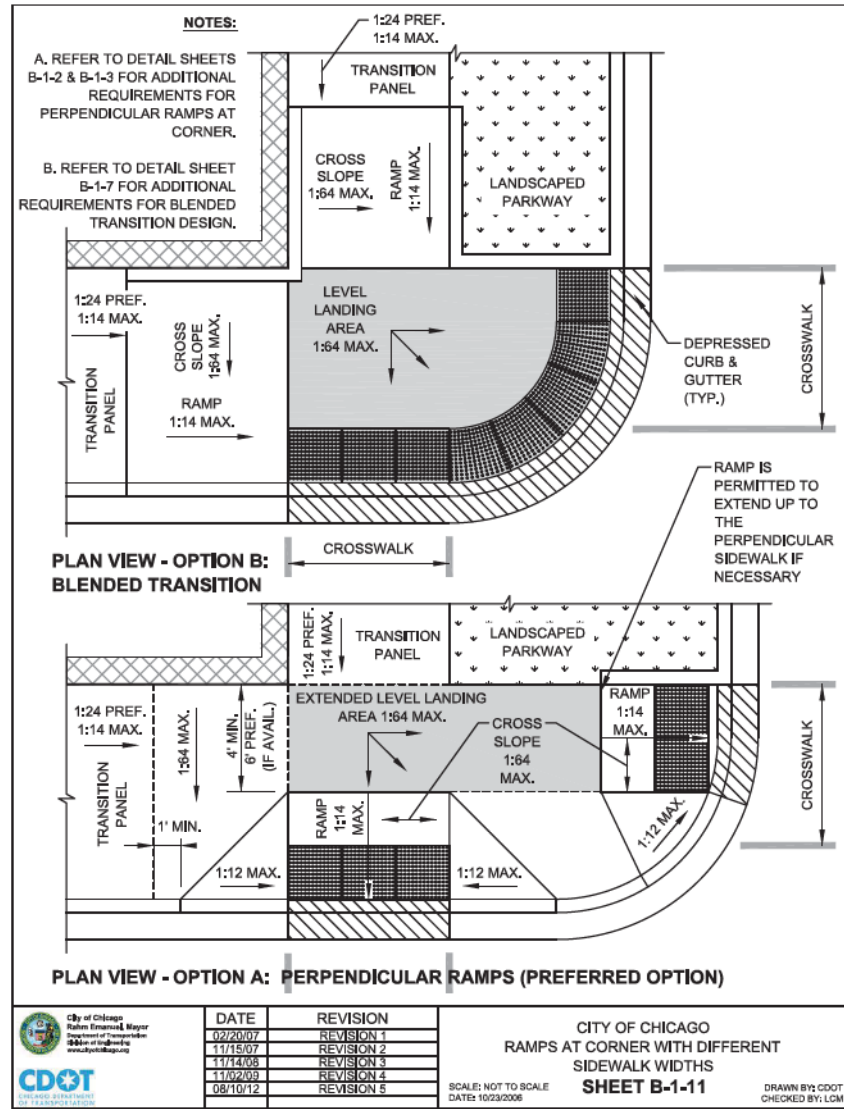 NOTES:
A. REFER TO DETAIL SHEETS
B-1-2 & B-1-3 FOR ADDITIONAL
REQUIREMENTS FOR
PERPENDICULAR RAMPS AT
CORNER.
B. REFER TO DETAIL SHEET
B-1-7 FOR ADDITIONAL
REQUIREMENTS FOR BLENDED
TRANSITION DESIGN.
1:24 PREF.
1:14 MAX.
TRANSITION
PANEL
CROSS
SLOPE
1:64 MAX.
RAMP
1:14 MAX.
LANDSCAPED
PARKWAY
1:24 PREF.
1:14 MAX.
TRANSITION
PANEL
CROSS
SLOPE
1:64 MAX.
RAMP
1:14 MAX.
LEVEL
LANDING
AREA
1:64 MAX.
DEPRESSED
CURB &
GUTTER
(TYP.)
CROSSWALK
CROSSWALK
PLAN VIEW - OPTION B:
BLENDED TRANSITION
RAMP IS
PERMITTED TO
EXTEND UP TO
THE
PERPENDICULAR
SIDEWALK IF
NECESSARY
1:24 PREF.
1:14 MAX.
TRANSITION
PANEL
LANDSCAPED
PARKWAY
1:24 PREF.
1:14 MAX.
TRANSITION
PANEL
1:64 MAX.
1' MIN.
4' MIN.
6' PREF.
(IF AVAIL.)
EXTENDED LEVEL LANDING
AREA 1:64 MAX.
CROSS
SLOPE
1:64
MAX.
RAMP
1:14
MAX.
RAMP
1:14
MAX.
1:12 MAX.
1:12 MAX.
1:12 MAX.
CROSSWALK
PLAN VIEW - OPTION A: PERPENDICULAR RAMPS (PREFERRED OPTION)
City of Chicago
Rahm Emanuel, Mayor
Department of Transportation
Division of Engineering
www.cityofchicago.org
CDOT
CHICAGO DEPARTMENT
OF TRANSPORTATION
DATE REVISION
02/20/07 REVISION 1
11/15/07 REVISION 2
11/14/08 REVISION 3
11/02/09 REVISION 4
08/10/12 REVISION 5
CITY OF CHICAGO
RAMPS AT CORNER WITH DIFFERENT
SIDEWALK WIDTHS
SHEET B-1-11
SCALE: NOT TO SCALE
DATE: 10/23/2006
DRAWN BY: CDOT
CHECKED BY: LCM